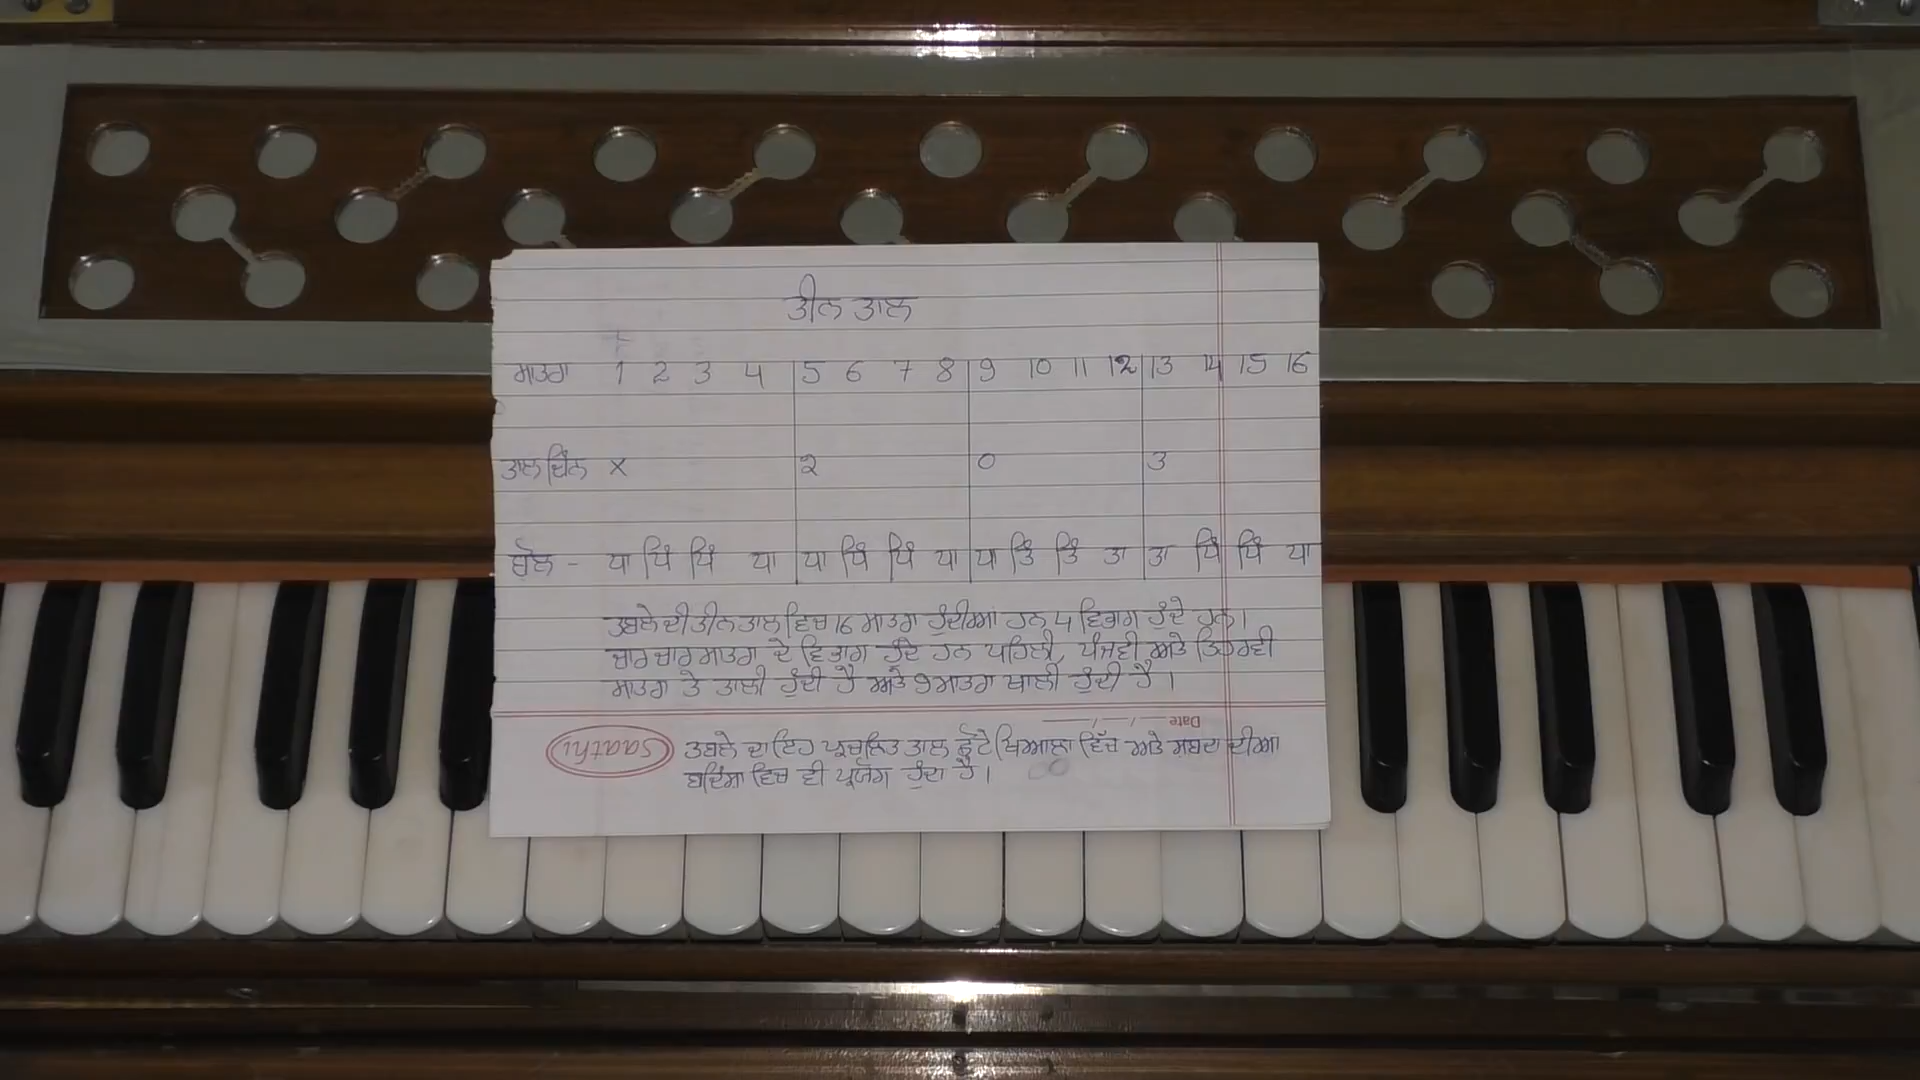 ਤੀਨ ਤਾਲ
ਮਾਤਰਾ 1 2 3 4 5 6 7 8 9 10 11 12 13 14 15 16
ਤਾਲ ਚਿੰਨ X 2 0 3
ਬੋਲ - ਧਾ ਧਿੰ ਧਿੰ ਧਾ ਧਾ ਧਿੰ ਧਿੰ ਧਾ ਧਾ ਤਿੰ ਤਿੰ ਤਾ ਤਾ ਧਿੰ ਧਿੰ ਧਾ
ਤਬਲੇ ਦੀ ਤੀਨ ਤਾਲ ਵਿਚ 16 ਮਾਤਰਾ ਹੁੰਦੀਆਂ ਹਨ 4 ਵਿਭਾਗ ਹੁੰਦੇ ਹਨ।
ਚਾਰ ਚਾਰ ਮਾਤਰਾ ਦੇ ਵਿਭਾਗ ਹੁੰਦੇ ਹਨ ਪਹਿਲੀ, ਪੰਜਵੀ ਅਤੇ ਤਿਹਰਵੀ
ਮਾਤਰਾ ਤੇ ਤਾਲੀ ਹੁੰਦੀ ਹੈ ਅਤੇ 9 ਮਾਤਰਾ ਖਾਲੀ ਹੁੰਦੀ ਹੈ।
Date
Saathi
ਤਬਲੇ ਦਾ ਇਹ ਪ੍ਰਚਲਿਤ ਤਾਲ ਛੋਟੇ ਖਿਆਲਾ ਵਿੱਚ ਅਤੇ ਸ਼ਬਦਾ ਦੀਆ
ਬਦਿੰਸ਼ਾ ਵਿਚ ਵੀ ਪ੍ਰਯੋਗ ਹੁੰਦਾ ਹੈ।